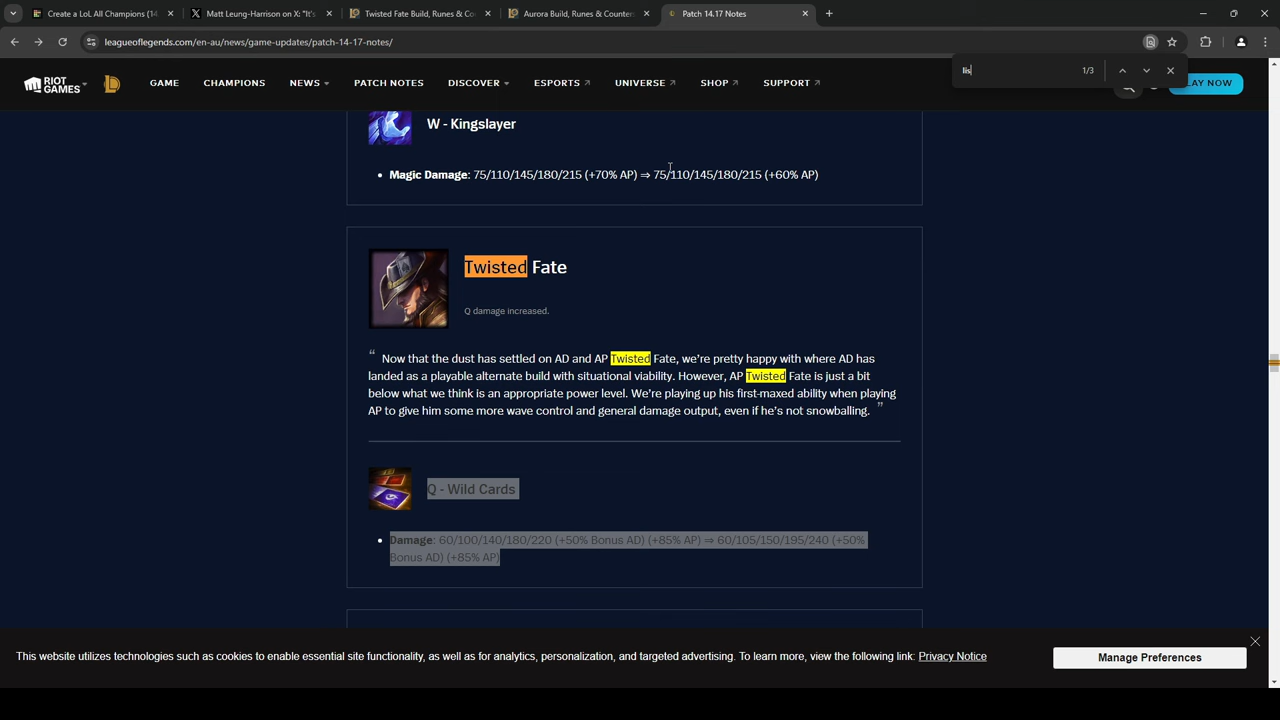 Create a LoL All Champions (14
Matt Leung-Harrison on X: "It's
Twisted Fate Build, Runes & Co
Aurora Build, Runes & Counter
Patch 14.17 Notes
leagueoflegends.com/en-au/news/game-updates/patch-14-17-notes/
lis
1/3
RIOT GAMES
GAME
CHAMPIONS
NEWS
PATCH NOTES
DISCOVER
ESPORTS
UNIVERSE
SHOP
SUPPORT
LAY NOW
W - Kingslayer
• Magic Damage: 75/110/145/180/215 (+70% AP) ⇒ 75/110/145/180/215 (+60% AP)
Twisted Fate
Q damage increased.
“ Now that the dust has settled on AD and AP Twisted Fate, we’re pretty happy with where AD has
landed as a playable alternate build with situational viability. However, AP Twisted Fate is just a bit
below what we think is an appropriate power level. We’re playing up his first-maxed ability when playing
AP to give him some more wave control and general damage output, even if he’s not snowballing. ”
Q - Wild Cards
• Damage: 60/100/140/180/220 (+50% Bonus AD) (+85% AP) ⇒ 60/105/150/195/240 (+50%
Bonus AD) (+85% AP)
This website utilizes technologies such as cookies to enable essential site functionality, as well as for analytics, personalization, and targeted advertising. To learn more, view the following link: Privacy Notice
Manage Preferences